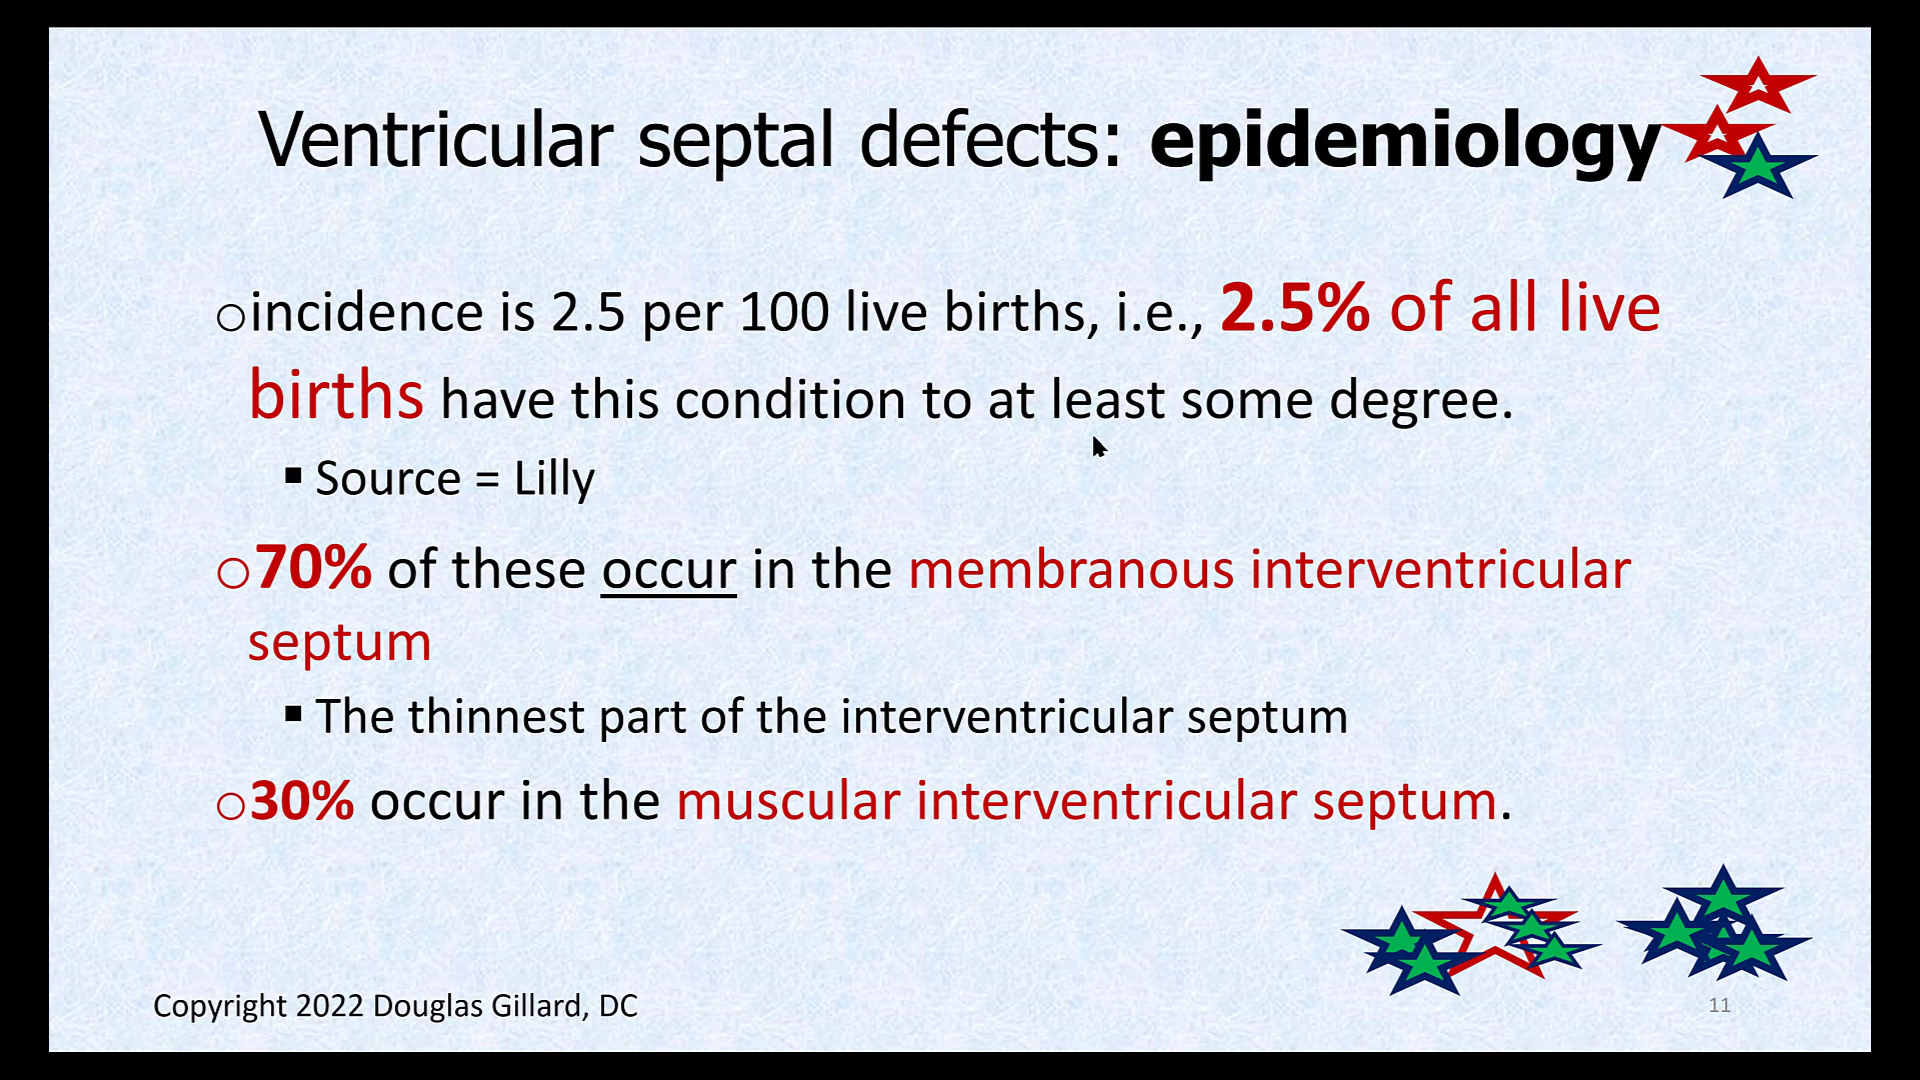 Ventricular septal defects: epidemiology
incidence is 2.5 per 100 live births, i.e., 2.5% of all live
births have this condition to at least some degree.
Source = Lilly
70% of these occur in the membranous interventricular
septum
The thinnest part of the interventricular septum
30% occur in the muscular interventricular septum.
Copyright 2022 Douglas Gillard, DC
11